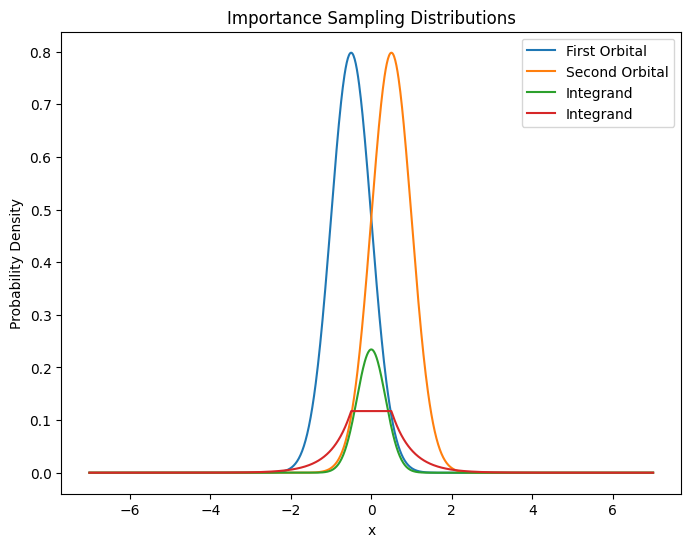 Importance Sampling Distributions
First Orbital
Second Orbital
Integrand
Integrand
Probability Density
0.8
0.7
0.6
0.5
0.4
0.3
0.2
0.1
0.0
−6
−4
−2
0
2
4
6
x